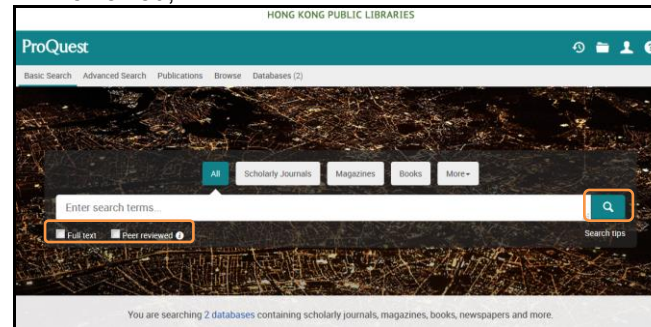 HONG KONG PUBLIC LIBRARIES
ProQuest
Basic Search Advanced Search Publications Browse Databases (2)
All Scholarly Journals Magazines Books More
Enter search terms...
Full text Peer reviewed
Search tips
You are searching 2 databases containing scholarly journals, magazines, books, newspapers and more.